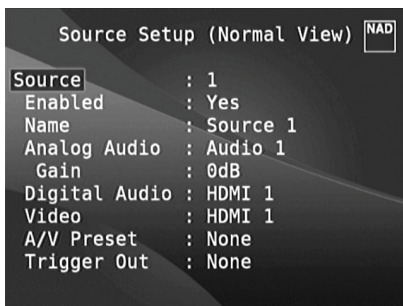 Source Setup (Normal View) NAD
Source : 1
Enabled : Yes
Name : Source 1
Analog Audio : Audio 1
Gain : 0dB
Digital Audio : HDMI 1
Video : HDMI 1
A/V Preset : None
Trigger Out : None